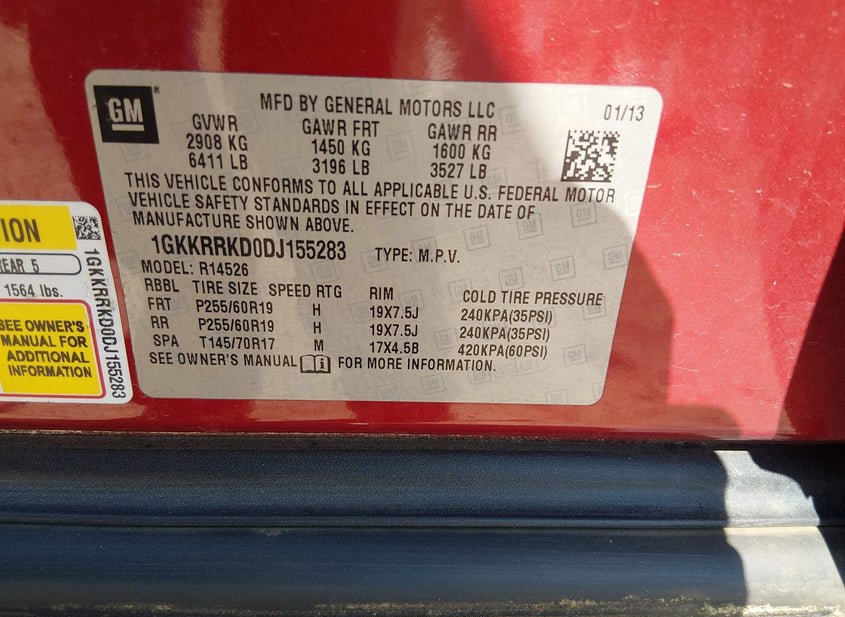 GM
MFD BY GENERAL MOTORS LLC
01/13
GVWR GAWR FRT GAWR RR
2908 KG 1450 KG 1600 KG
6411 LB 3196 LB 3527 LB
THIS VEHICLE CONFORMS TO ALL APPLICABLE U.S. FEDERAL MOTOR
VEHICLE SAFETY STANDARDS IN EFFECT ON THE DATE OF
MANUFACTURE SHOWN ABOVE.
1GKKRRKD0DJ155283 TYPE: M.P.V.
MODEL: R14526
RBBL TIRE SIZE SPEED RTG RIM COLD TIRE PRESSURE
FRT P255/60R19 H 19X7.5J 240KPA(35PSI)
RR P255/60R19 H 19X7.5J 240KPA(35PSI)
SPA T145/70R17 M 17X4.5B 420KPA(60PSI)
SEE OWNER'S MANUAL FOR MORE INFORMATION.
ION
REAR 5
1564 lbs.
SEE OWNER'S
MANUAL FOR
ADDITIONAL
INFORMATION
1GKKRRKD0DJ155283